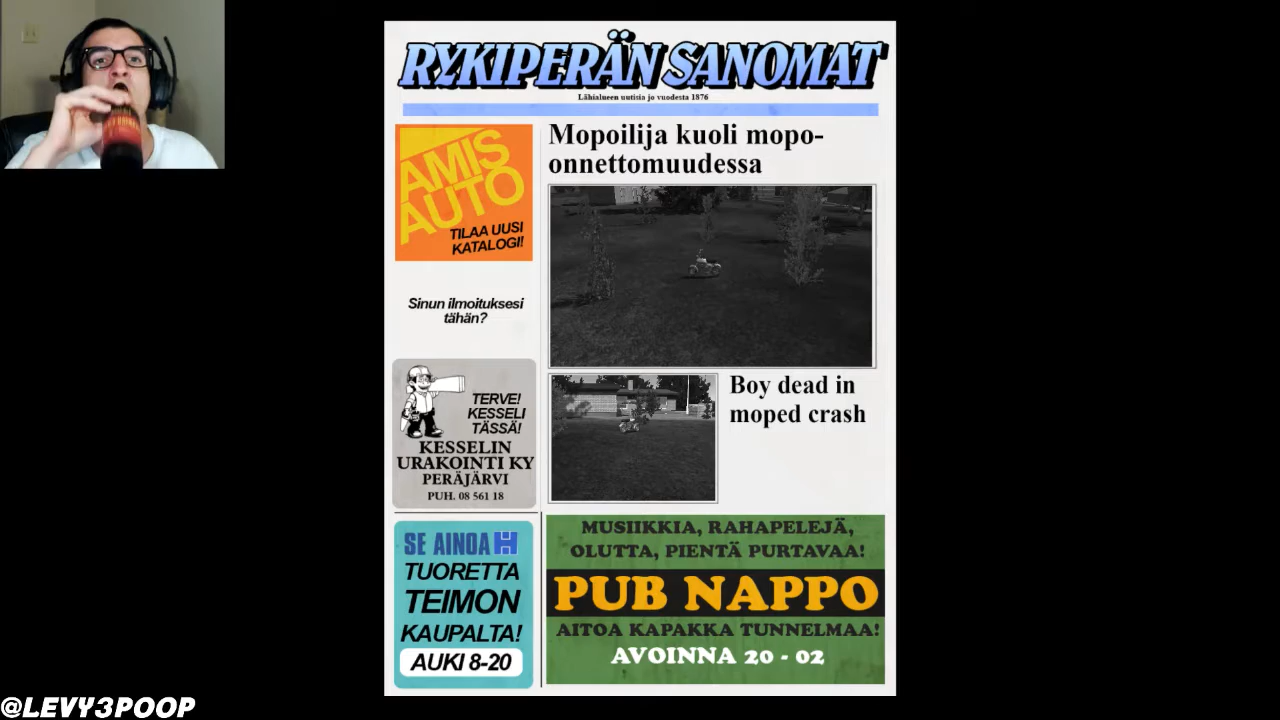 RYKIPERÄN SANOMAT
Lähialueen uutisia jo vuodesta 1876
AMIS
AUTO
TILAA UUSI
KATALOGI!
Sinun ilmoituksesi
tähän?
TERVE!
KESSELI
TÄSSÄ!
KESSELIN
URAKOINTI KY
PERÄJÄRVI
PUH. 08 561 18
SE AINOA
TUORETTA
TEIMON
KAUPALTA!
AUKI 8-20
Mopoilija kuoli mopo-
onnettomuudessa
Boy dead in
moped crash
MUSIIKKIA, RAHAPELEJÄ,
OLUTTA, PIENTÄ PURTAVAA!
PUB NAPPO
AITOA KAPAKKA TUNNELMAA!
AVOINNA 20 - 02
@LEVY3POOP